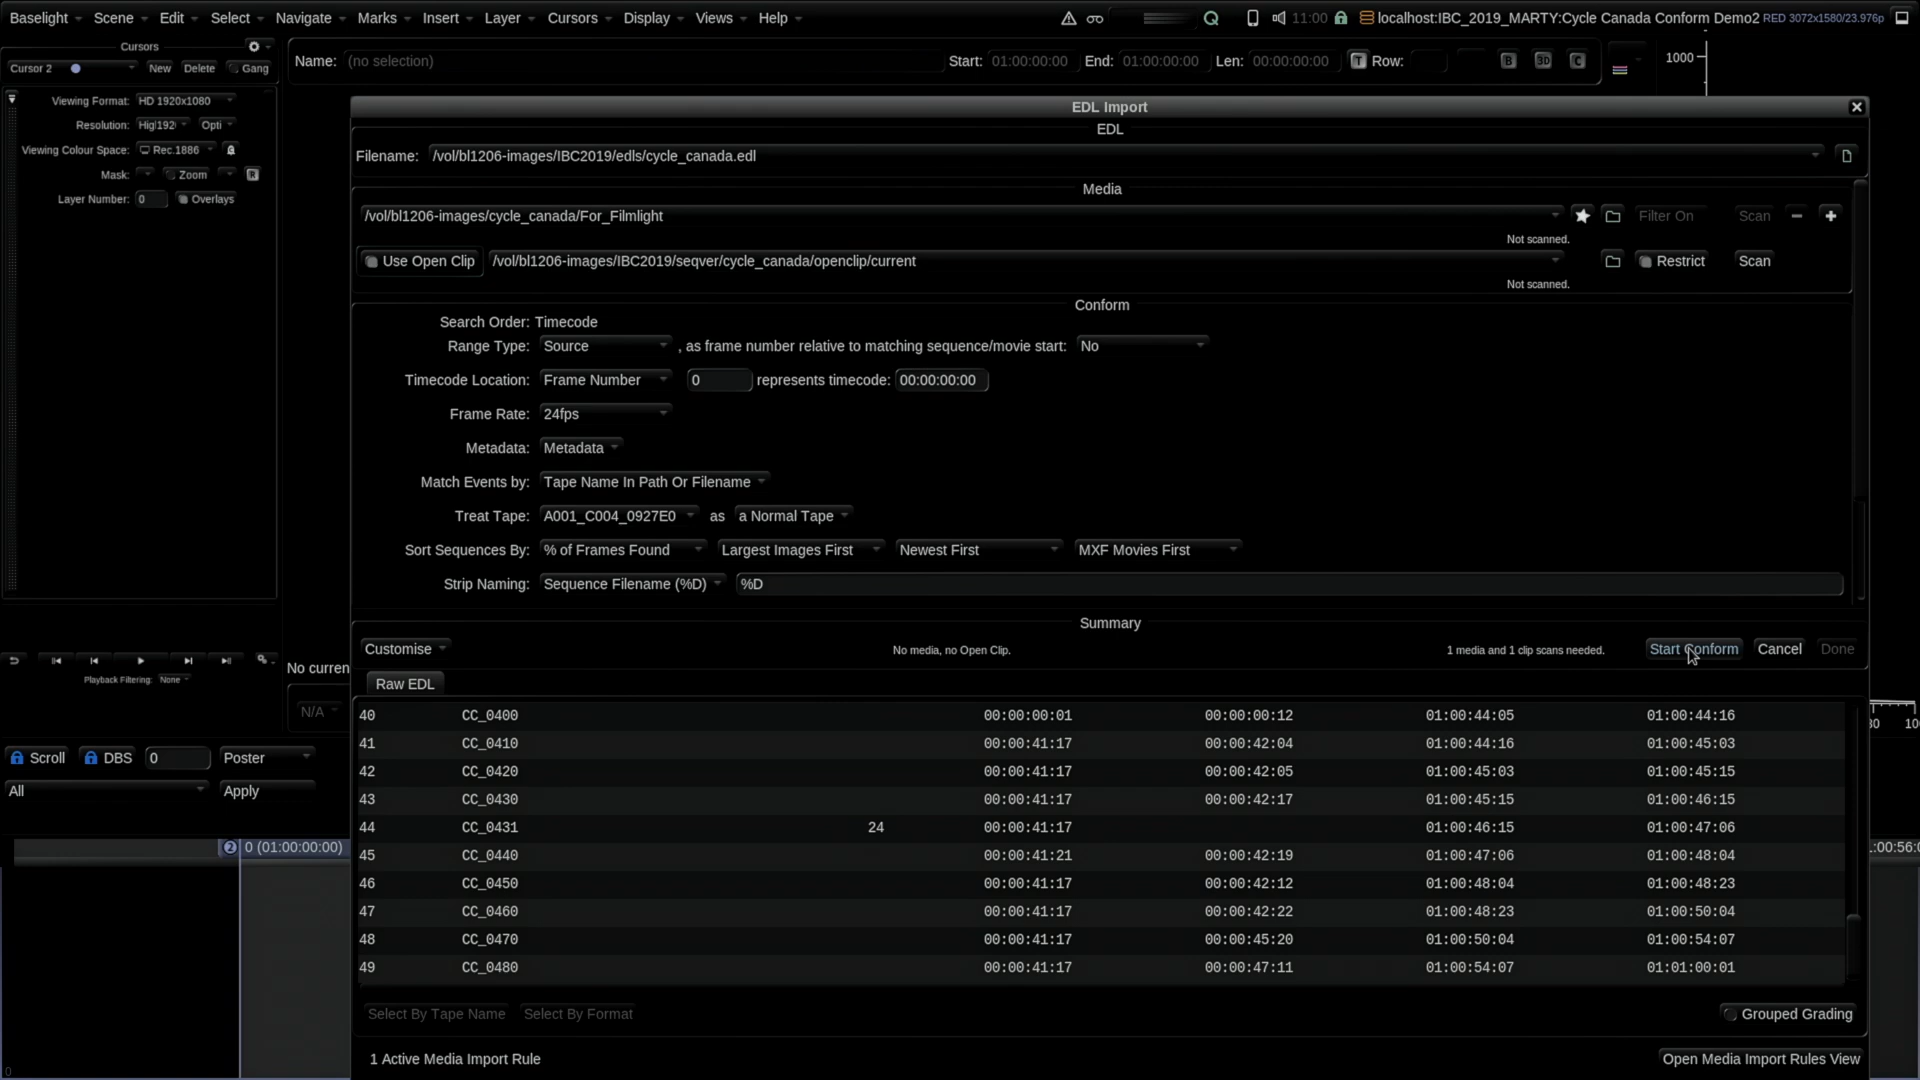 Baselight Scene Edit Select Navigate Marks Insert Layer Cursors Display Views Help 11:00 localhost:IBC_2019_MARTY:Cycle Canada Conform Demo2 RED 3072x1580/23.976p
Cursors
Cursor 2 New Delete Gang
Name: (no selection) Start: 01:00:00:00 End: 01:00:00:00 Len: 00:00:00:00 T Row: B 3D C 1000
Viewing Format: HD 1920x1080
Resolution: Higl192 Opti
Viewing Colour Space: Rec.1886
Mask: Zoom R
Layer Number: 0 Overlays
EDL Import
EDL
Filename: /vol/bl1206-images/IBC2019/edls/cycle_canada.edl
Media
/vol/bl1206-images/cycle_canada/For_Filmlight Filter On Scan
Not scanned.
Use Open Clip /vol/bl1206-images/IBC2019/seqver/cycle_canada/openclip/current Restrict Scan
Not scanned.
Conform
Search Order: Timecode
Range Type: Source , as frame number relative to matching sequence/movie start: No
Timecode Location: Frame Number 0 represents timecode: 00:00:00:00
Frame Rate: 24fps
Metadata: Metadata
Match Events by: Tape Name In Path Or Filename
Treat Tape: A001_C004_0927E0 as a Normal Tape
Sort Sequences By: % of Frames Found Largest Images First Newest First MXF Movies First
Strip Naming: Sequence Filename (%D) %D
Summary
Customise No media, no Open Clip. 1 media and 1 clip scans needed. Start Conform Cancel Done
Raw EDL
40 CC_0400 00:00:00:01 00:00:00:12 01:00:44:05 01:00:44:16
41 CC_0410 00:00:41:17 00:00:42:04 01:00:44:16 01:00:45:03
42 CC_0420 00:00:41:17 00:00:42:05 01:00:45:03 01:00:45:15
43 CC_0430 00:00:41:17 00:00:42:17 01:00:45:15 01:00:46:15
44 CC_0431 24 00:00:41:17 01:00:46:15 01:00:47:06
45 CC_0440 00:00:41:21 00:00:42:19 01:00:47:06 01:00:48:04
46 CC_0450 00:00:41:17 00:00:42:12 01:00:48:04 01:00:48:23
47 CC_0460 00:00:41:17 00:00:42:22 01:00:48:23 01:00:50:04
48 CC_0470 00:00:41:17 00:00:45:20 01:00:50:04 01:00:54:07
49 CC_0480 00:00:41:17 00:00:47:11 01:00:54:07 01:01:00:01
Select By Tape Name Select By Format Grouped Grading
1 Active Media Import Rule Open Media Import Rules View
Playback Filtering: None
No curren
N/A
Scroll DBS 0 Poster
All Apply
2 0 (01:00:00:00)
:00:56:0
0